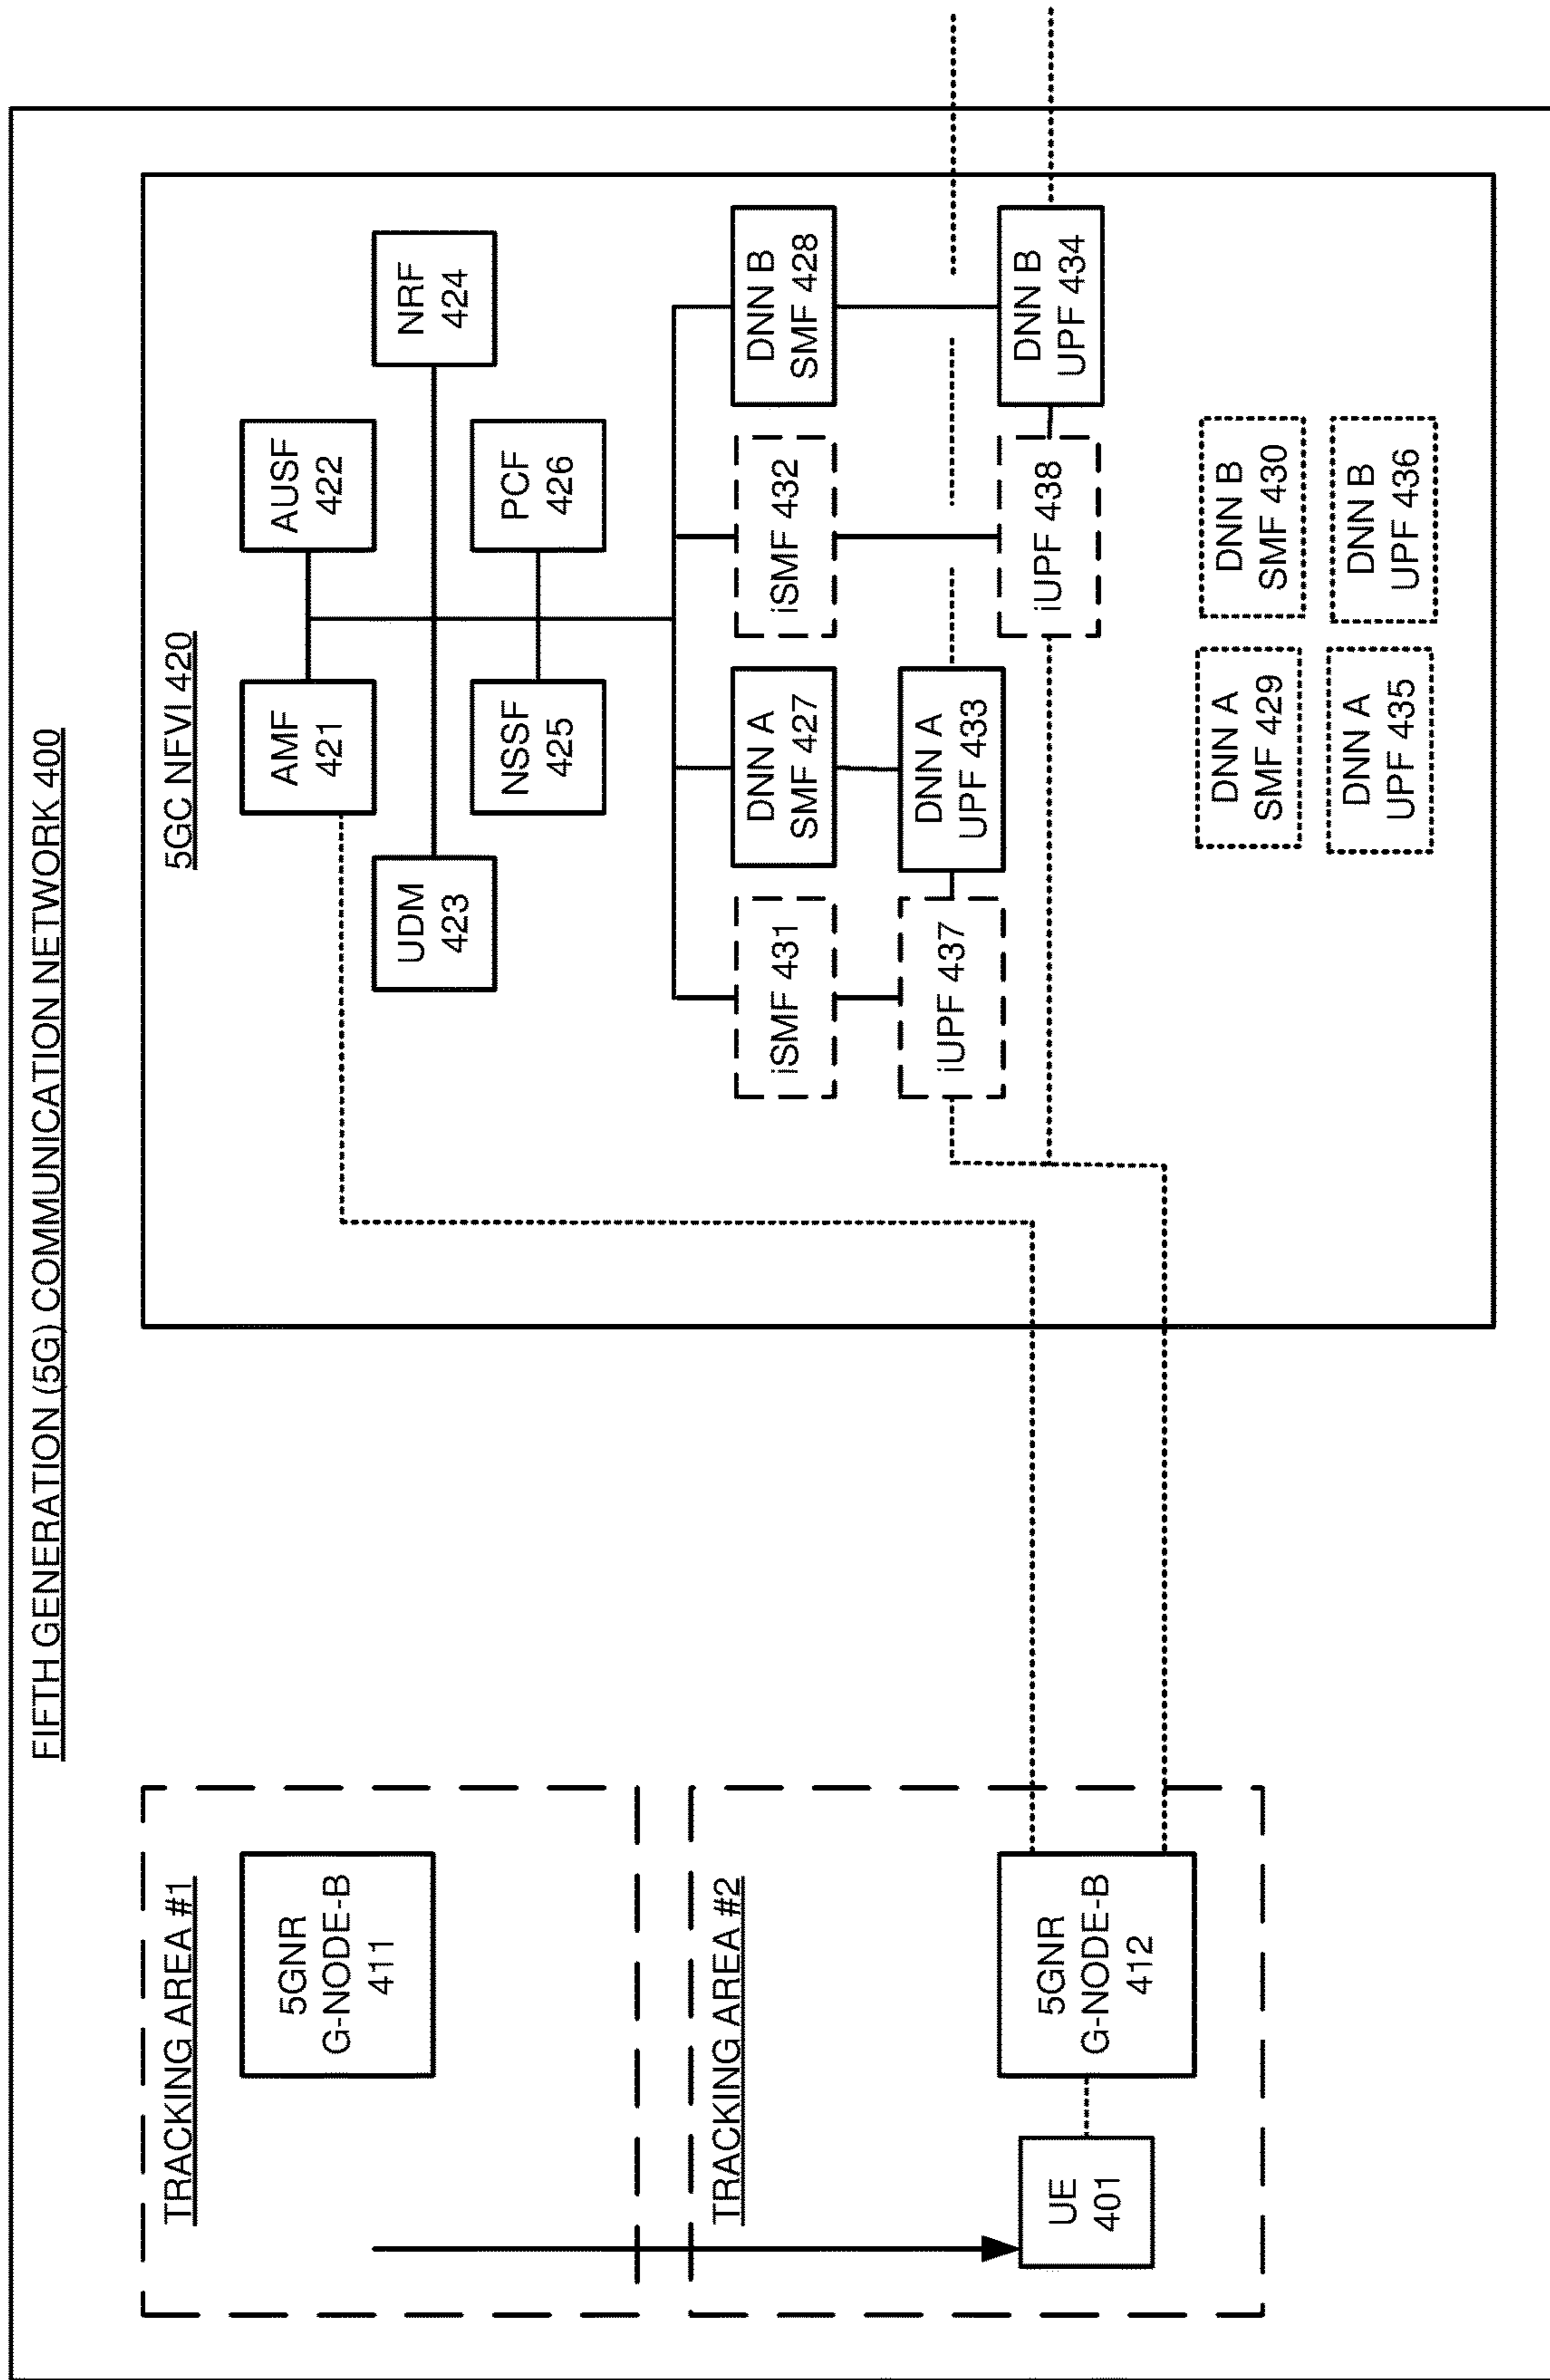 FIFTH GENERATION (5G) COMMUNICATION NETWORK 400
TRACKING AREA #1
5GNR
G-NODE-B
411
TRACKING AREA #2
UE
401
5GNR
G-NODE-B
412
5GC NFVI 420
AMF
421
AUSF
422
UDM
423
NRF
424
NSSF
425
PCF
426
iSMF 431
DNN A
SMF 427
iSMF 432
DNN B
SMF 428
iUPF 437
DNN A
UPF 433
iUPF 438
DNN B
UPF 434
DNN A
SMF 429
DNN B
SMF 430
DNN A
UPF 435
DNN B
UPF 436